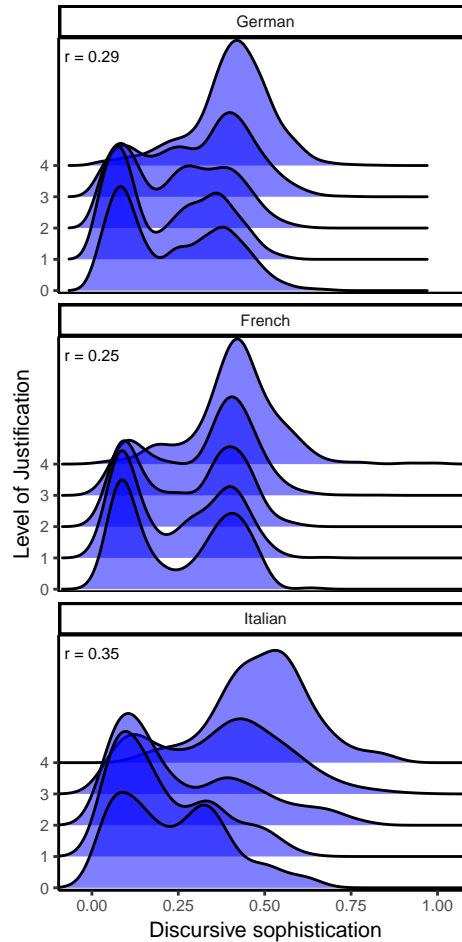 German
r = 0.29
4
3
2
1
0
French
r = 0.25
4
3
2
1
0
Italian
r = 0.35
4
3
2
1
0
0.00 0.25 0.50 0.75 1.00
Discursive sophistication
Level of Justification